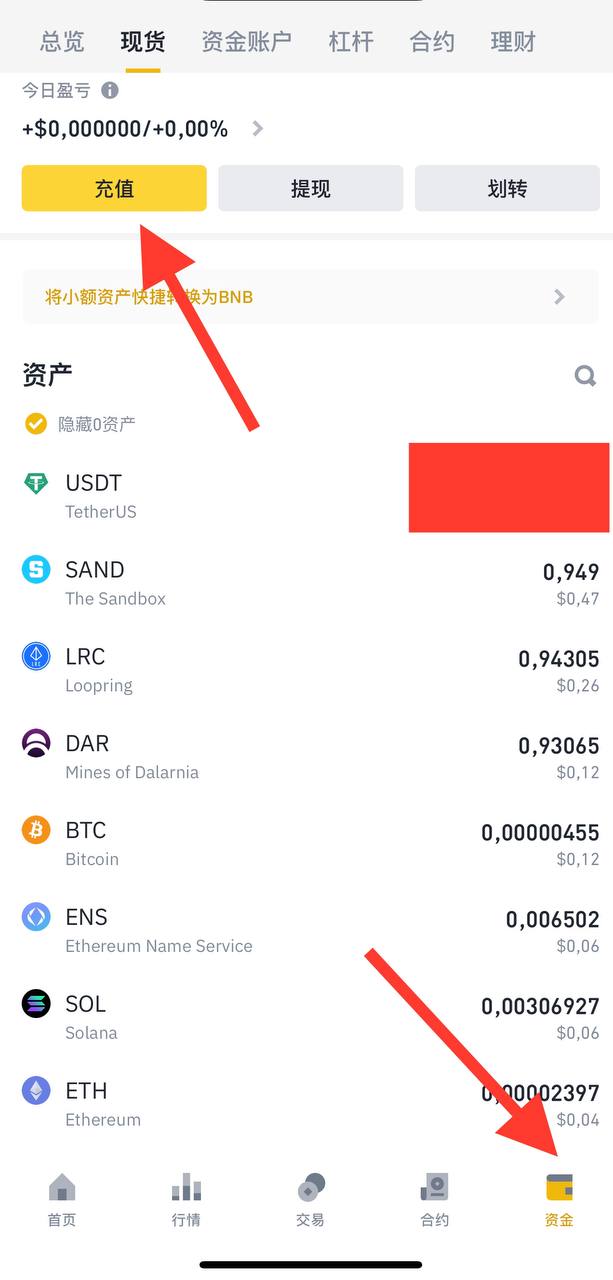 总览 现货 资金账户 杠杆 合约 理财
今日盈亏
+$0,000000/+0,00%
充值 提现 划转
将小额资产快捷转换为BNB
资产
隐藏0资产
USDT
TetherUS
SAND 0,949
The Sandbox $0,47
LRC 0,94305
Loopring $0,26
DAR 0,93065
Mines of Dalarnia $0,12
BTC 0,00000455
Bitcoin $0,12
ENS 0,006502
Ethereum Name Service $0,06
SOL 0,00306927
Solana $0,06
ETH 0,00002397
Ethereum $0,04
首页 行情 交易 合约 资金